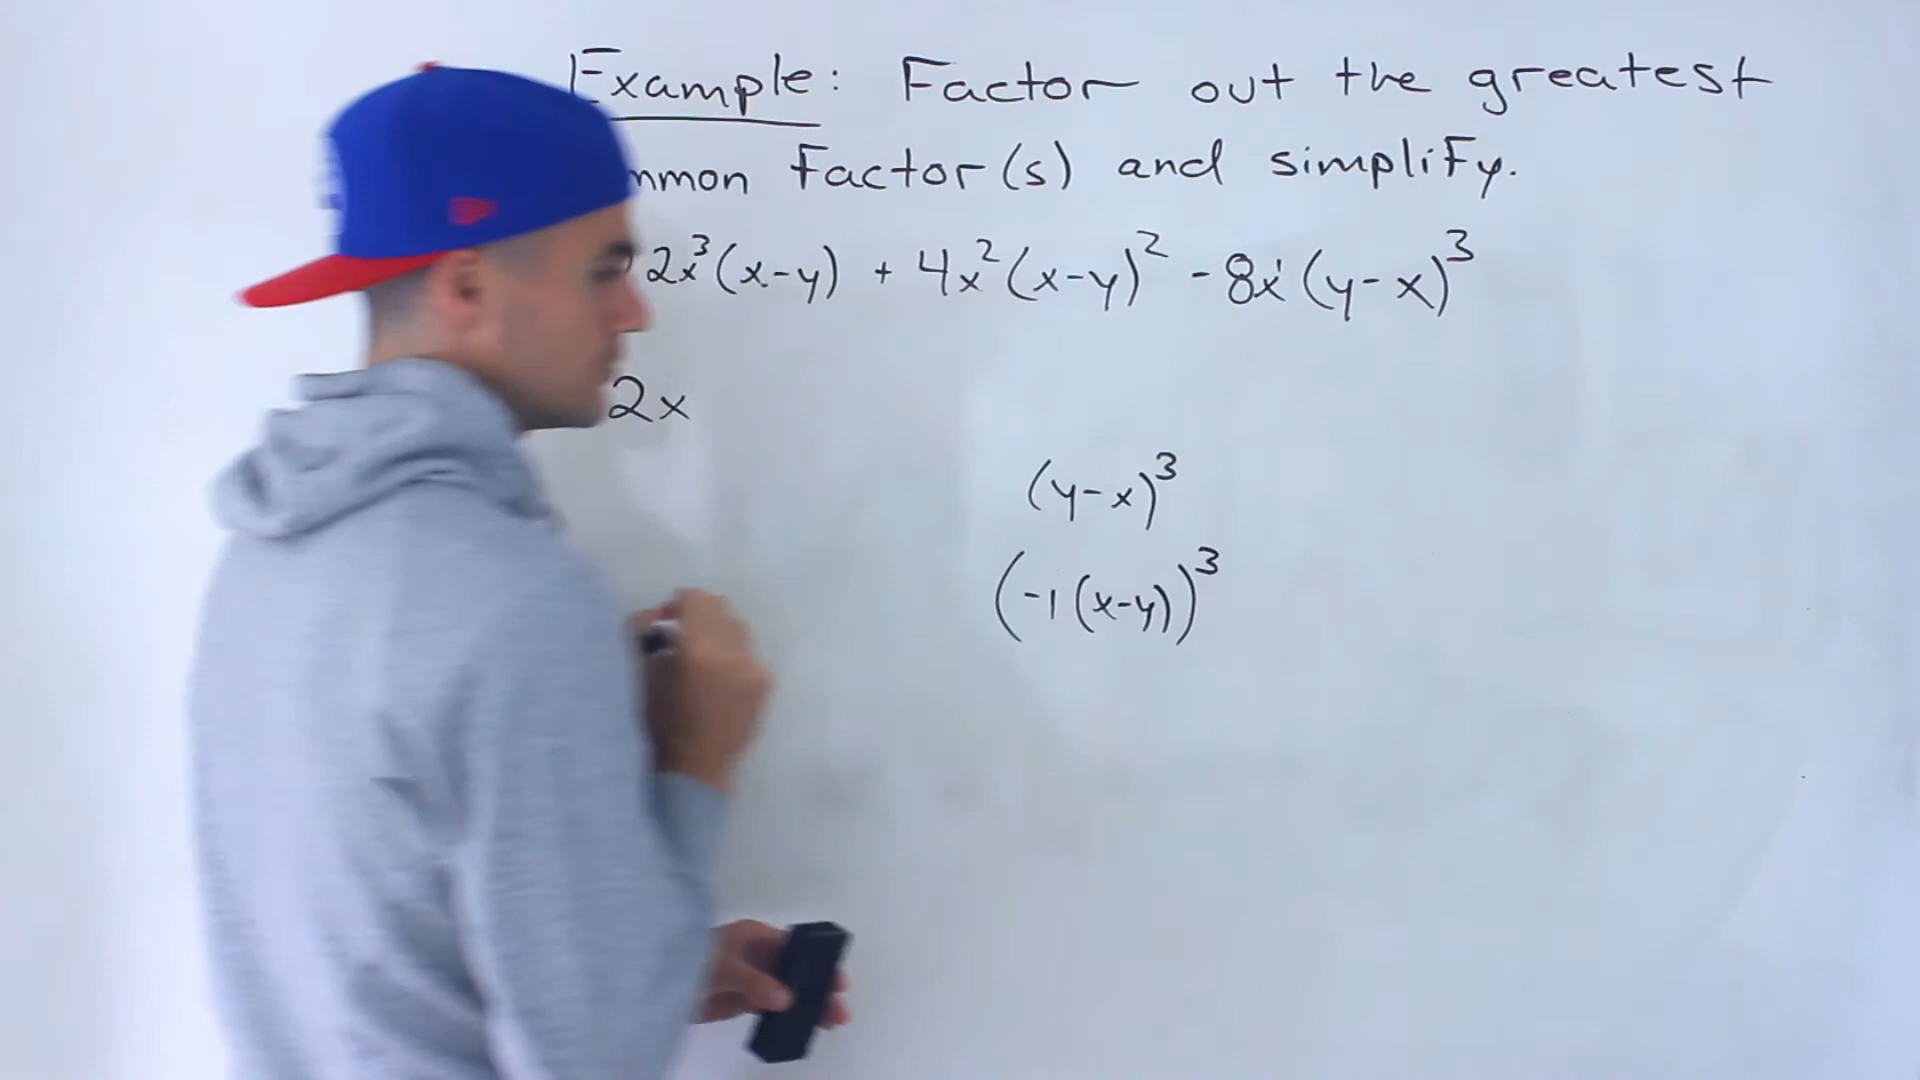 Example: Factor out the greatest
mmon factor(s) and simplify.
2x³(x-y) + 4x²(x-y)² - 8x¹(y-x)³
2x
(y-x)³
(-1(x-y))³